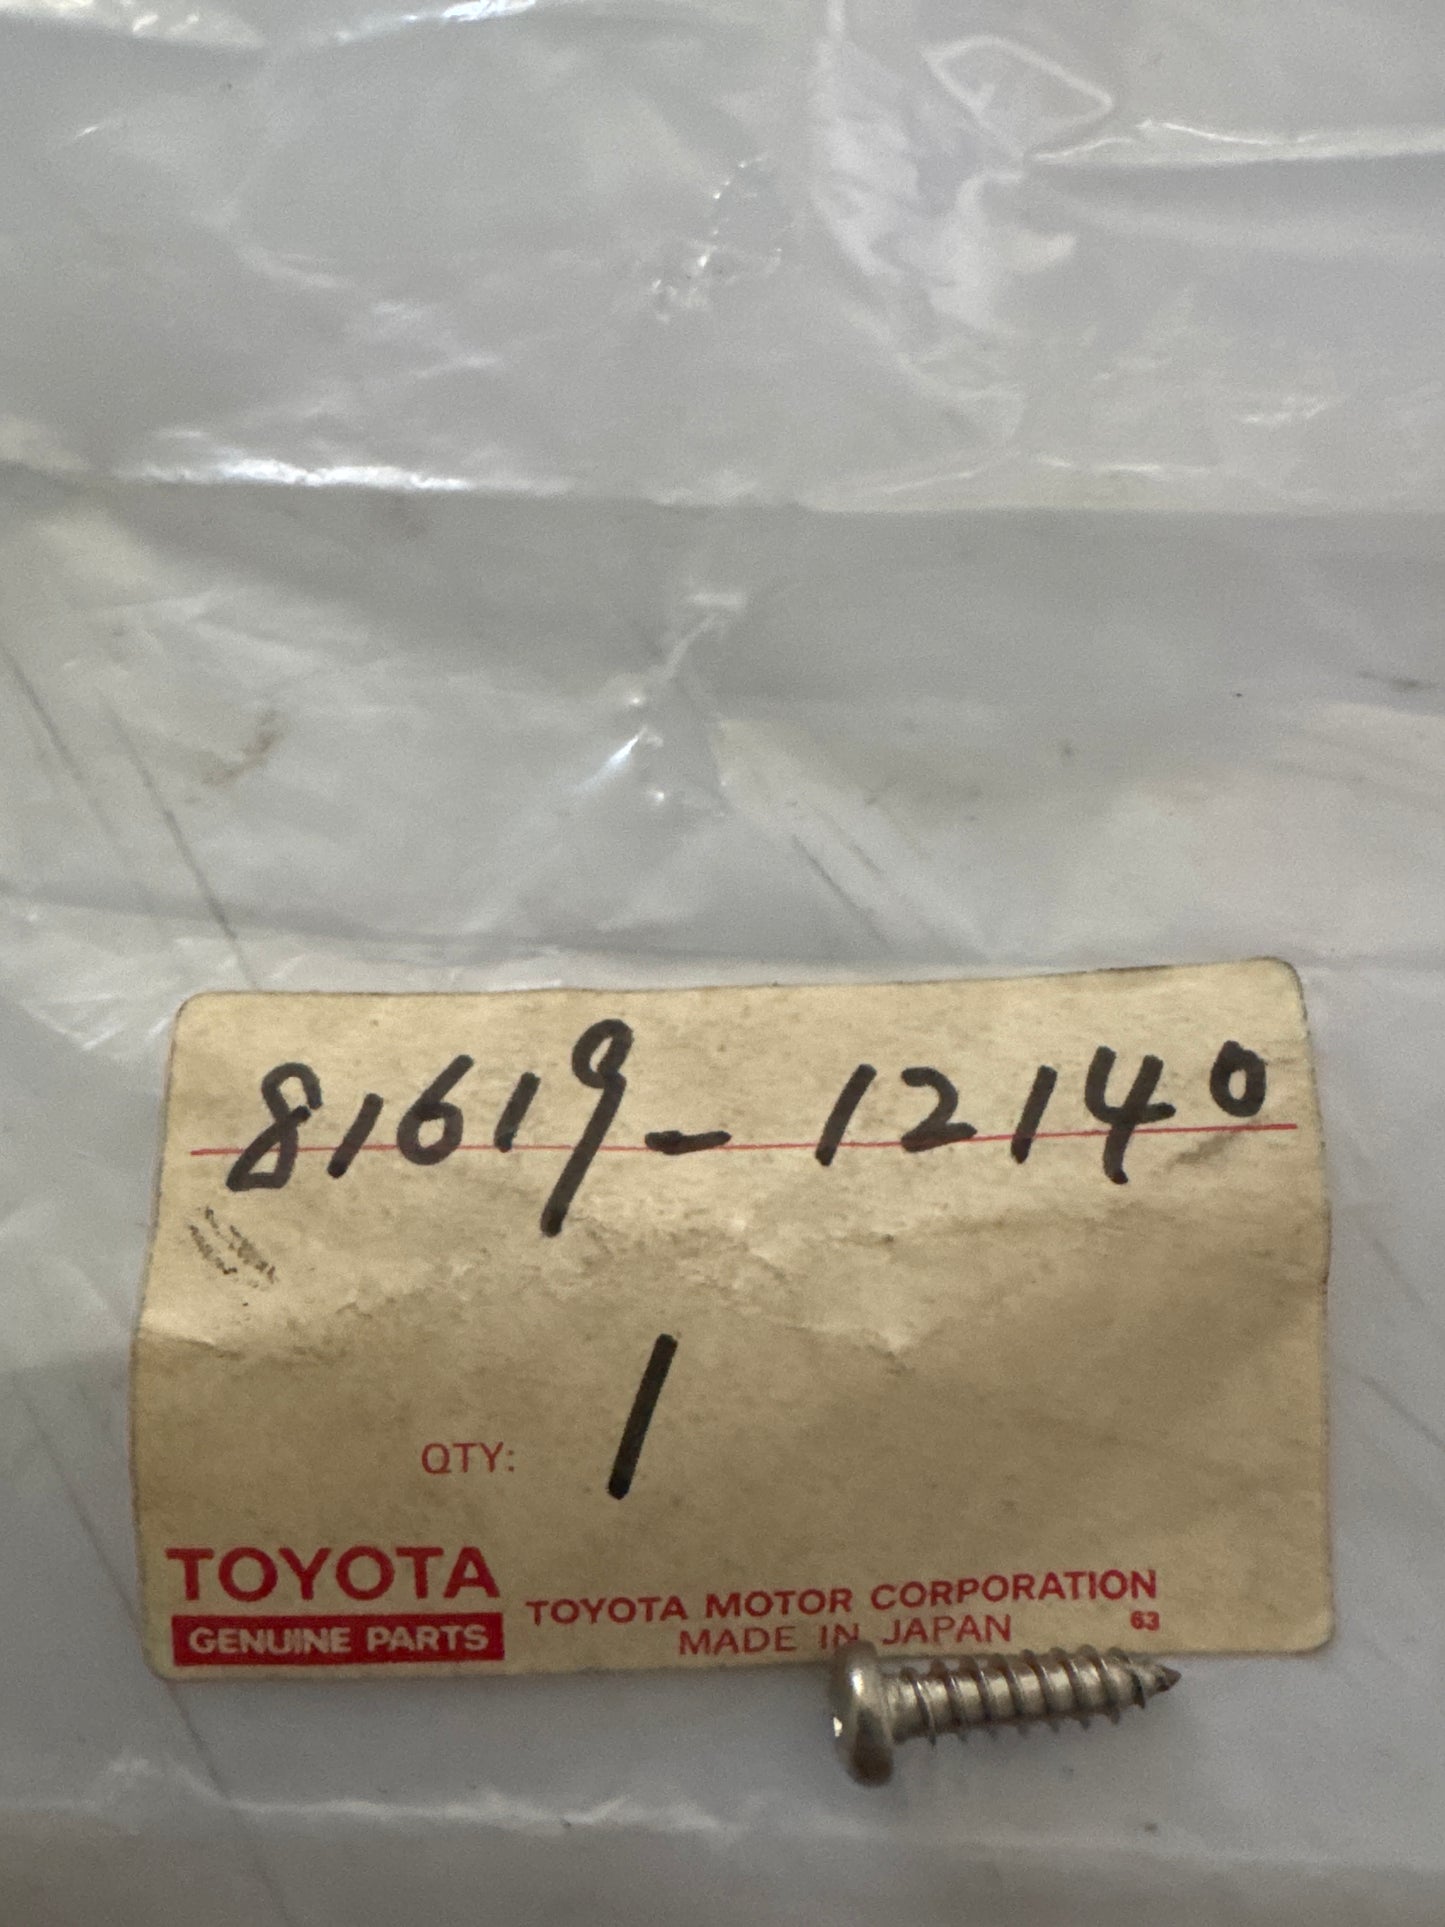 81619-12140
1
QTY:
TOYOTA
GENUINE PARTS
TOYOTA MOTOR CORPORATION
MADE IN JAPAN
63